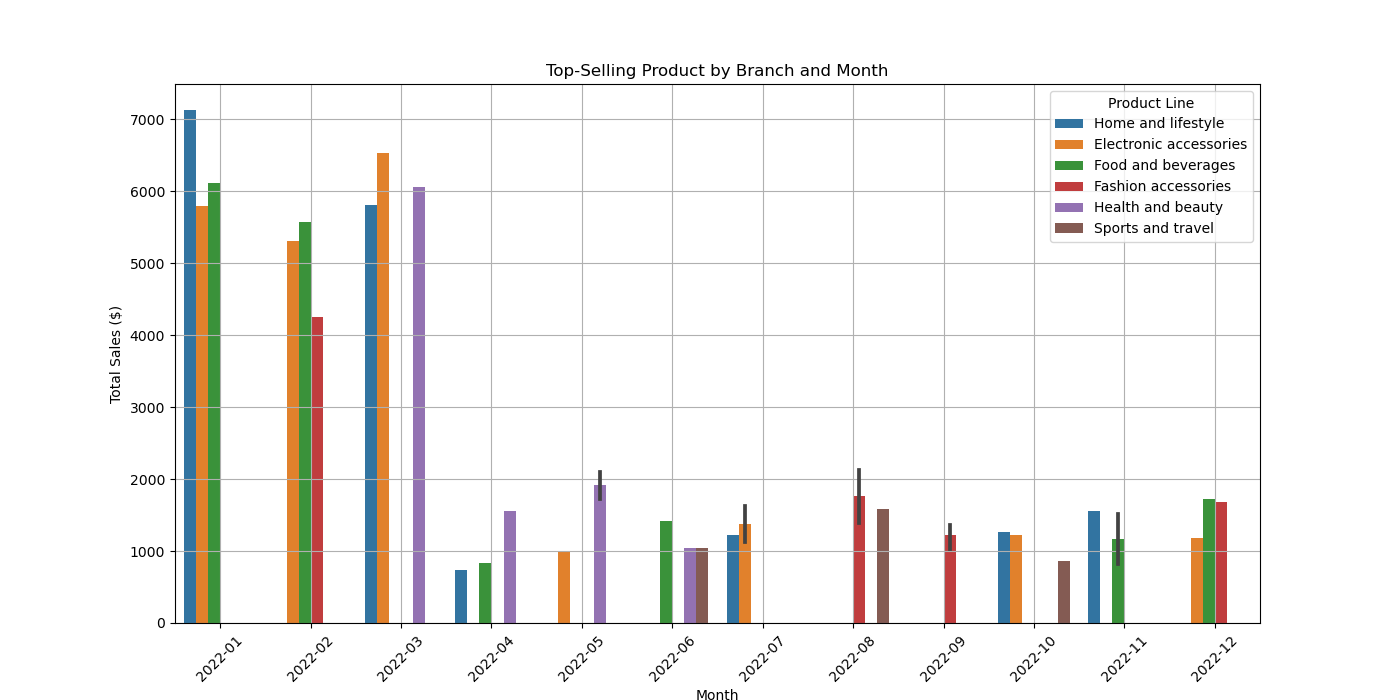 Top-Selling Product by Branch and Month
Product Line
Home and lifestyle
Electronic accessories
Food and beverages
Fashion accessories
Health and beauty
Sports and travel
Total Sales ($)
7000
6000
5000
4000
3000
2000
1000
0
2022-01
2022-02
2022-03
2022-04
2022-05
2022-06
2022-07
2022-08
2022-09
2022-10
2022-11
2022-12
Month